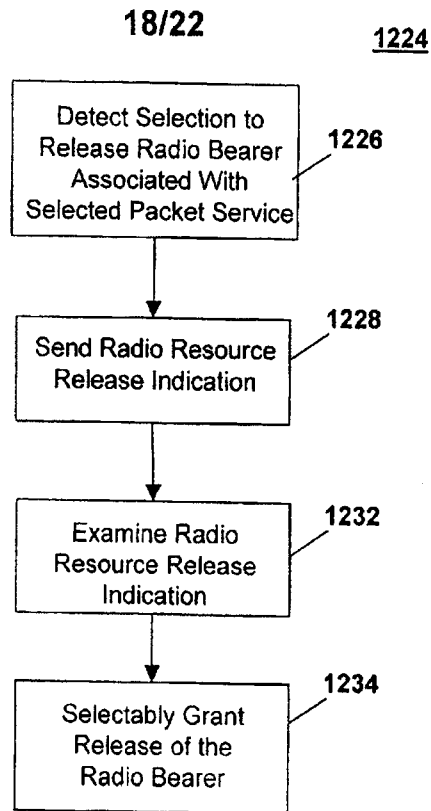 18/22
1224
Detect Selection to
Release Radio Bearer
Associated With
Selected Packet Service
1226
1228
Send Radio Resource
Release Indication
1232
Examine Radio
Resource Release
Indication
1234
Selectably Grant
Release of the
Radio Bearer